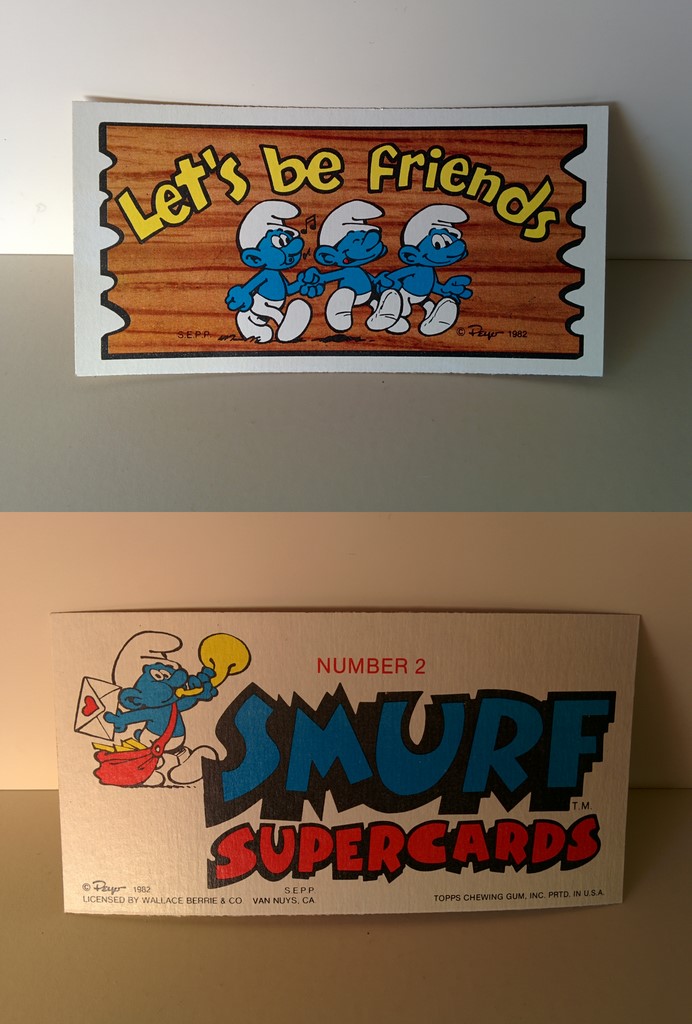 Let's be friends
S.E.P.P. © Peyo 1982
NUMBER 2
SMURF T.M.
SUPERCARDS
© Peyo 1982 S.E.P.P
LICENSED BY WALLACE BERRIE & CO VAN NUYS, CA TOPPS CHEWING GUM, INC. PRTD. IN U.S.A.